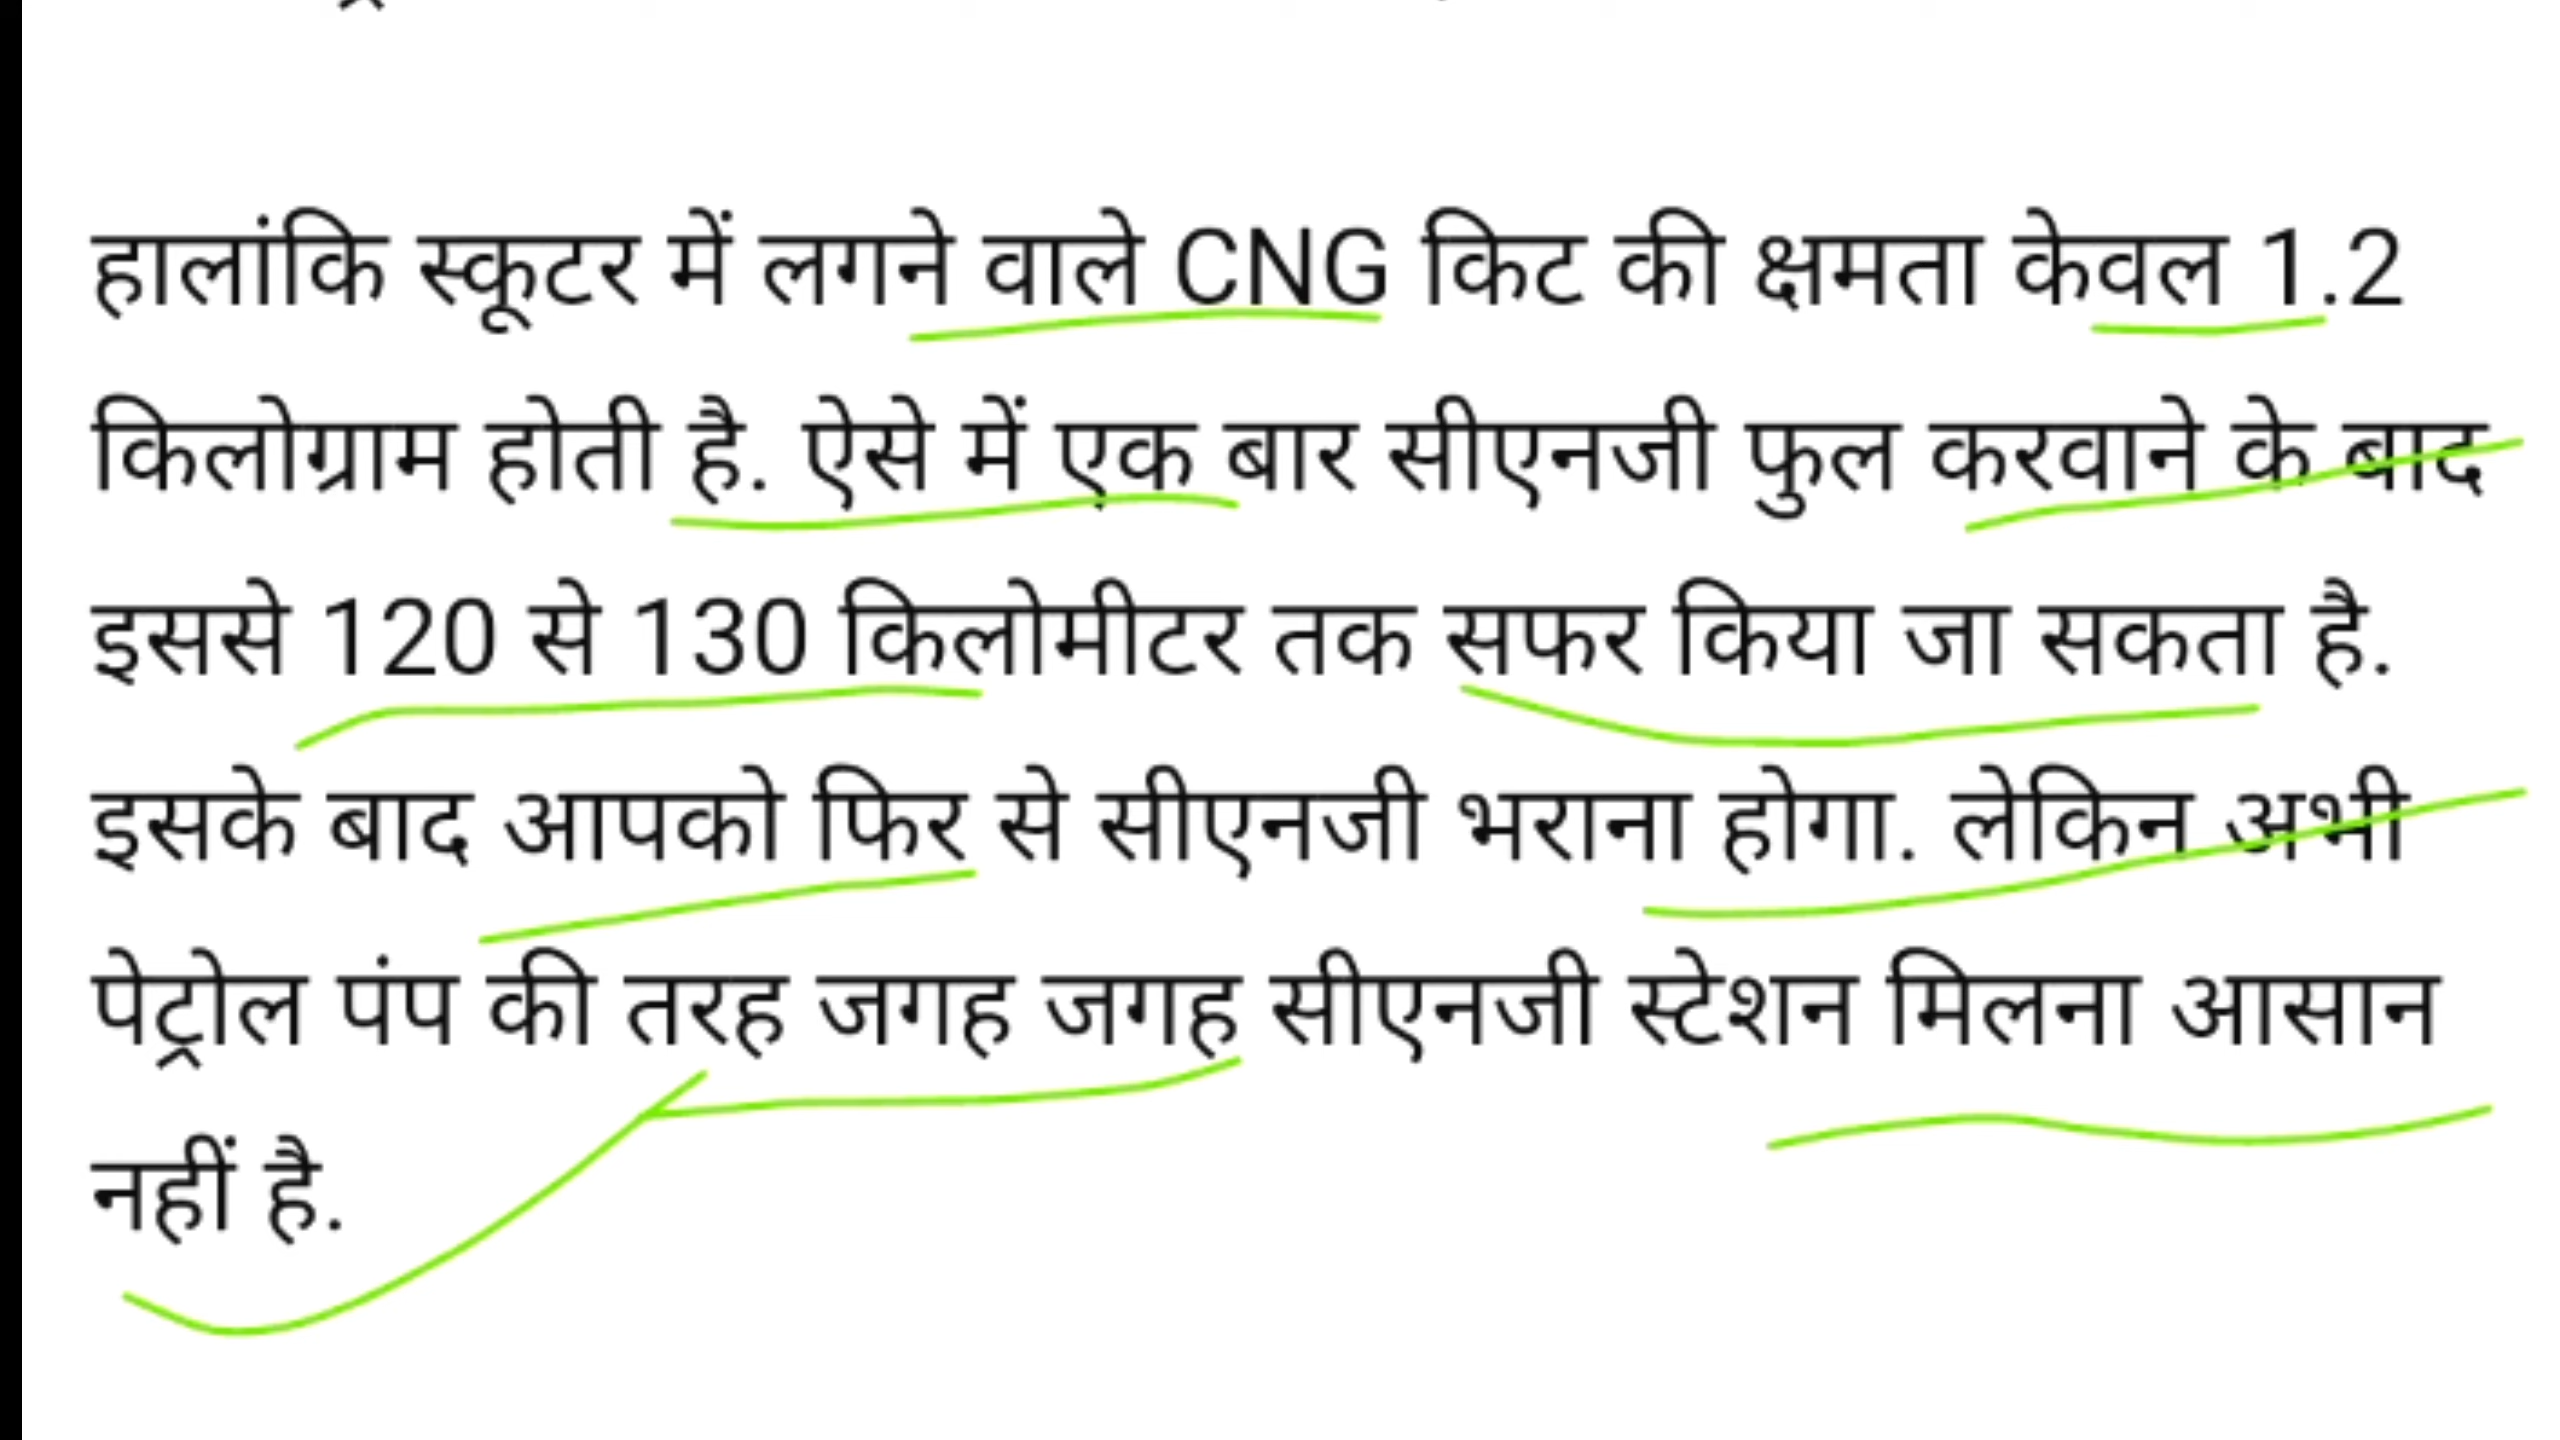 हालांकि स्कूटर में लगने वाले CNG किट की क्षमता केवल 1.2
किलोग्राम होती है. ऐसे में एक बार सीएनजी फुल करवाने के बाद
इससे 120 से 130 किलोमीटर तक सफर किया जा सकता है.
इसके बाद आपको फिर से सीएनजी भराना होगा. लेकिन अभी
पेट्रोल पंप की तरह जगह जगह सीएनजी स्टेशन मिलना आसान
नहीं है.